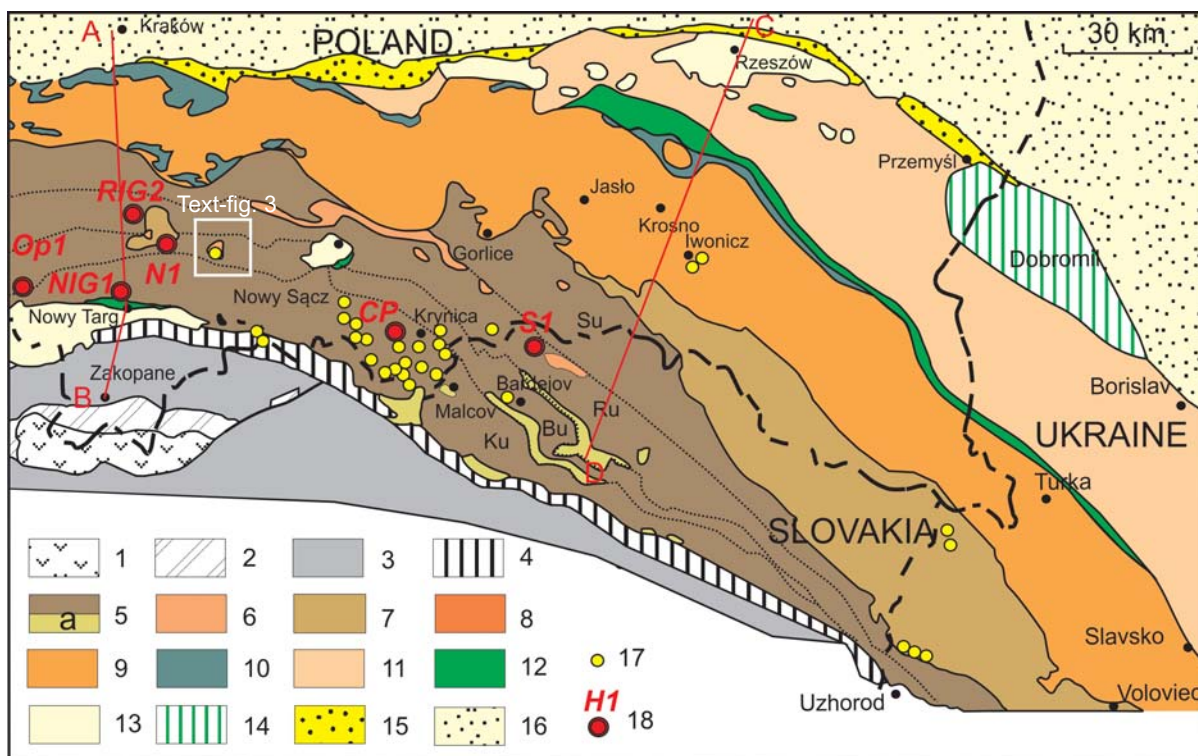 A
Kraków
POLAND
C
30 km
Rzeszów
Przemyśl
Jasło
RIG2
Text-fig. 3
Krosno
Iwonicz
Op1
N1
Gorlice
Dobromil
NIG1
Nowy Sącz
Nowy Targ
CP
Krynica
S1
Su
Zakopane
B
Bardejov
Borislav
Malcov
Ru
Ku
Bu
UKRAINE
D
Turka
SLOVAKIA
1 2 3 4
a 5 6 7 8
9 10 11 12 17
H1
13 14 15 16 18
Slavsko
Uzhorod
Voloviec